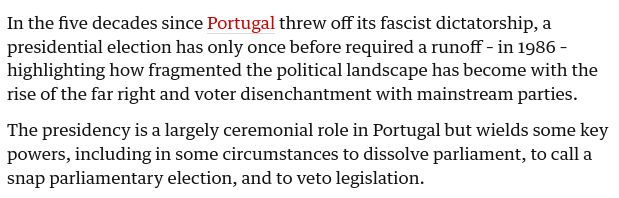 In the five decades since Portugal threw off its fascist dictatorship, a
presidential election has only once before required a runoff – in 1986 –
highlighting how fragmented the political landscape has become with the
rise of the far right and voter disenchantment with mainstream parties.
The presidency is a largely ceremonial role in Portugal but wields some key
powers, including in some circumstances to dissolve parliament, to call a
snap parliamentary election, and to veto legislation.